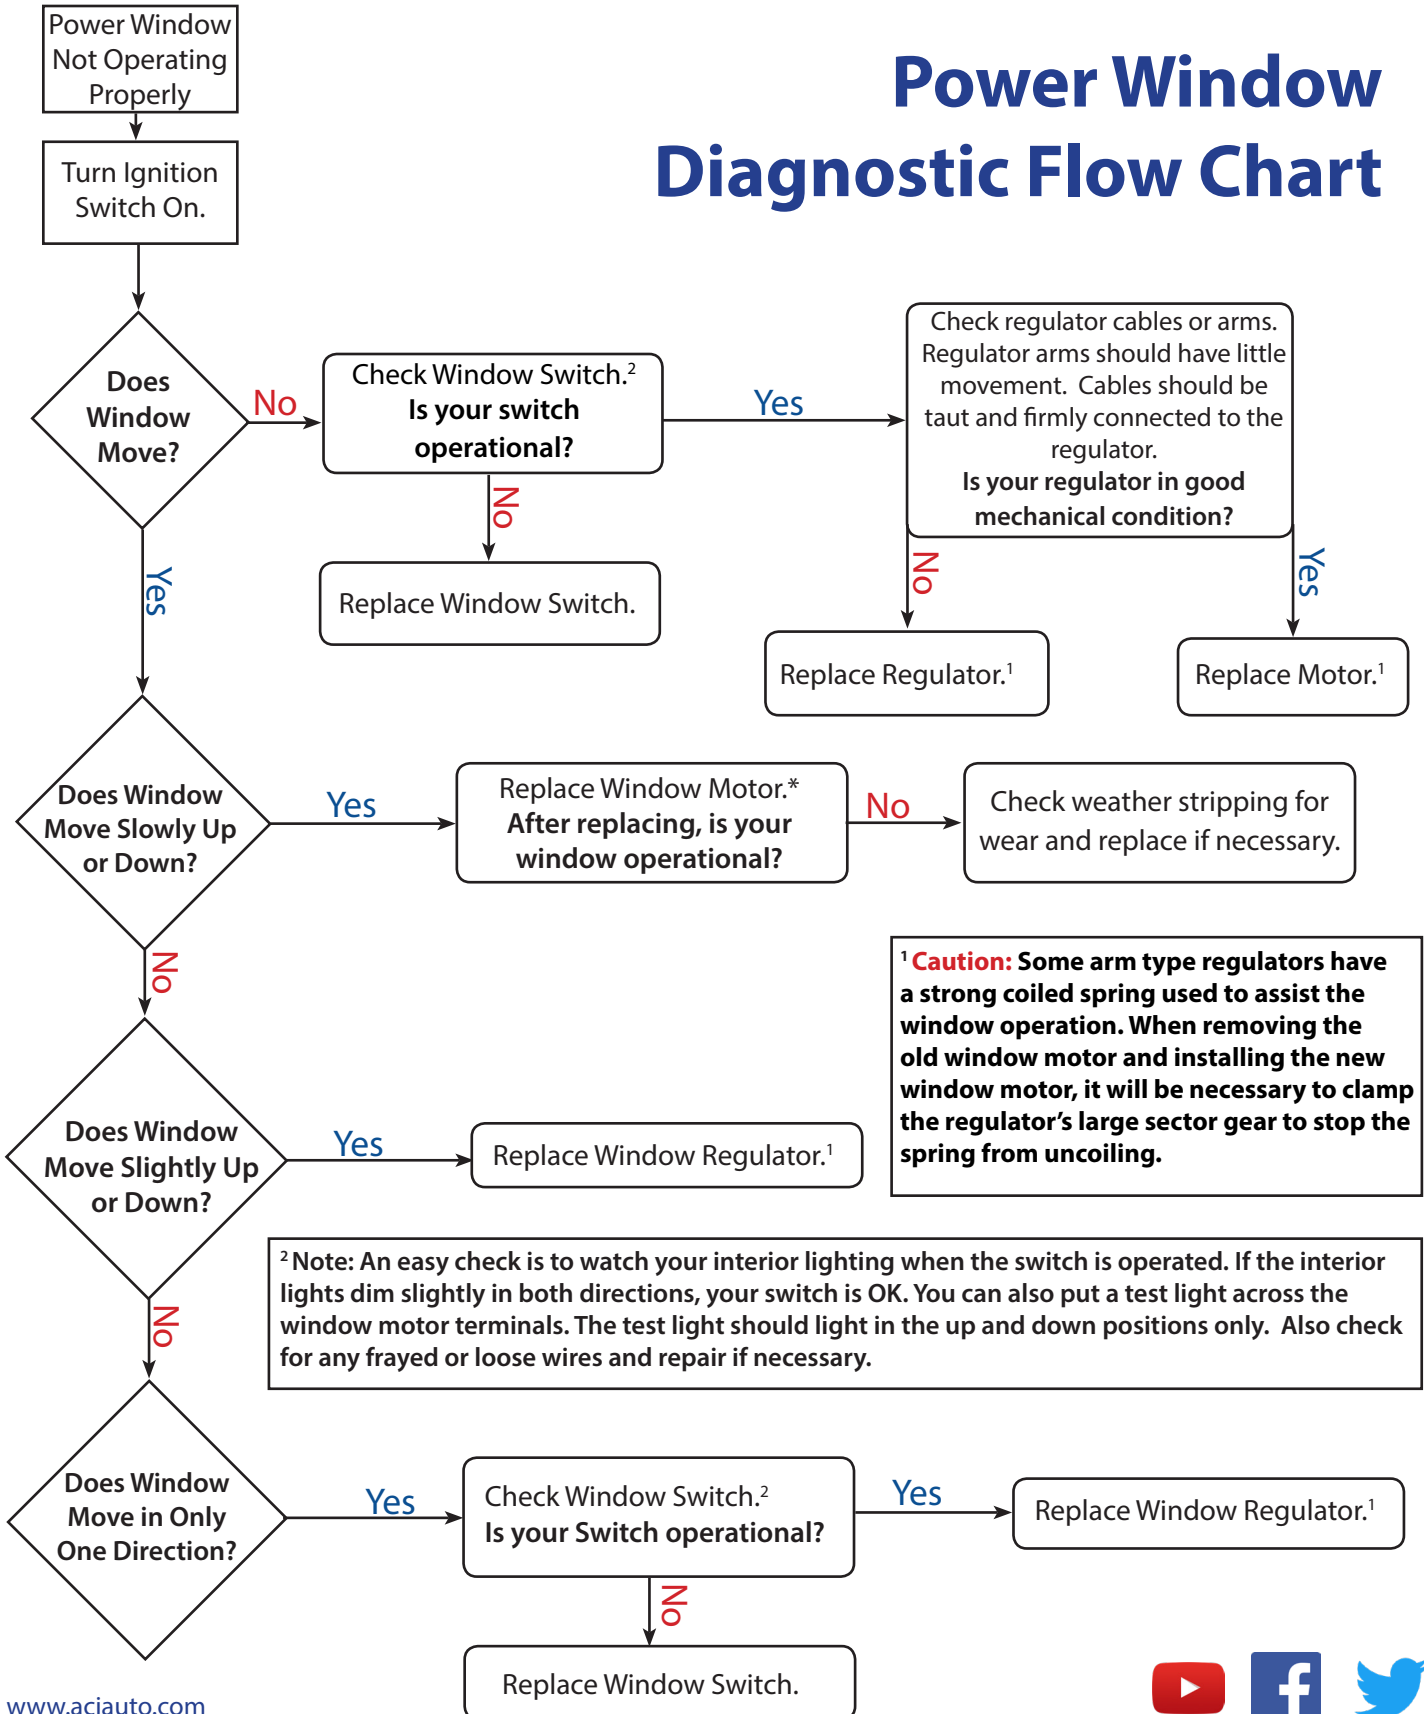 Power Window
Not Operating
Properly
Power Window
Diagnostic Flow Chart
Turn Ignition
Switch On.
Does
Window
Move?
No
Check Window Switch.²
Is your switch
operational?
Yes
Check regulator cables or arms.
Regulator arms should have little
movement. Cables should be
taut and firmly connected to the
regulator.
Is your regulator in good
mechanical condition?
No
Replace Window Switch.
No
Replace Regulator.¹
Yes
Replace Motor.¹
Yes
Does Window
Move Slowly Up
or Down?
Yes
Replace Window Motor.*
After replacing, is your
window operational?
No
Check weather stripping for
wear and replace if necessary.
No
¹ Caution: Some arm type regulators have
a strong coiled spring used to assist the
window operation. When removing the
old window motor and installing the new
window motor, it will be necessary to clamp
the regulator's large sector gear to stop the
spring from uncoiling.
Does Window
Move Slightly Up
or Down?
Yes
Replace Window Regulator.¹
² Note: An easy check is to watch your interior lighting when the switch is operated. If the interior
lights dim slightly in both directions, your switch is OK. You can also put a test light across the
window motor terminals. The test light should light in the up and down positions only. Also check
for any frayed or loose wires and repair if necessary.
No
Does Window
Move in Only
One Direction?
Yes
Check Window Switch.²
Is your Switch operational?
Yes
Replace Window Regulator.¹
No
Replace Window Switch.
www.aciauto.com